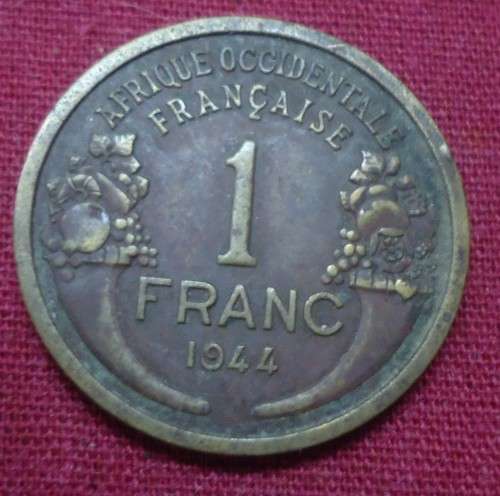 AFRIQUE OCCIDENTALE
FRANÇAISE
1
FRANC
1944